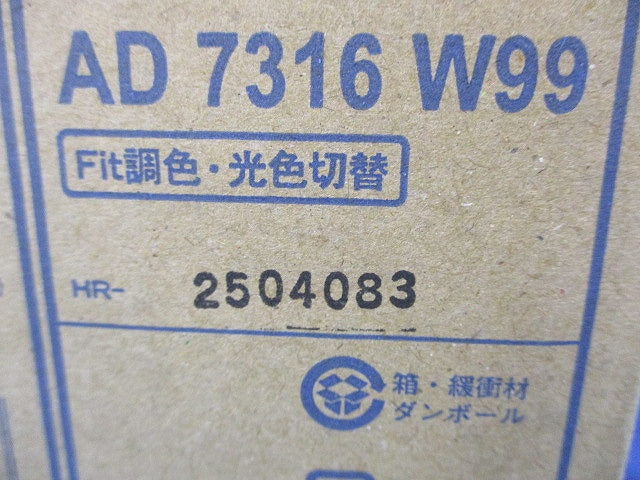 AD 7316 W99
Fit調色・光色切替
HR- 2504083
箱・緩衝材
ダンボール